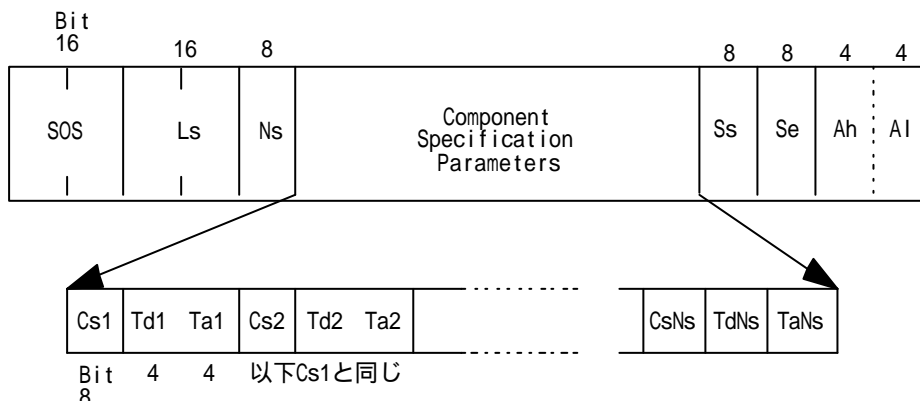 Bit
16 16 8 8 8 4 4
SOS Ls Ns Component Specification Parameters Ss Se Ah Al
Cs1 Td1 Ta1 Cs2 Td2 Ta2 CsNs TdNs TaNs
Bit 4 4 以下Cs1と同じ
8